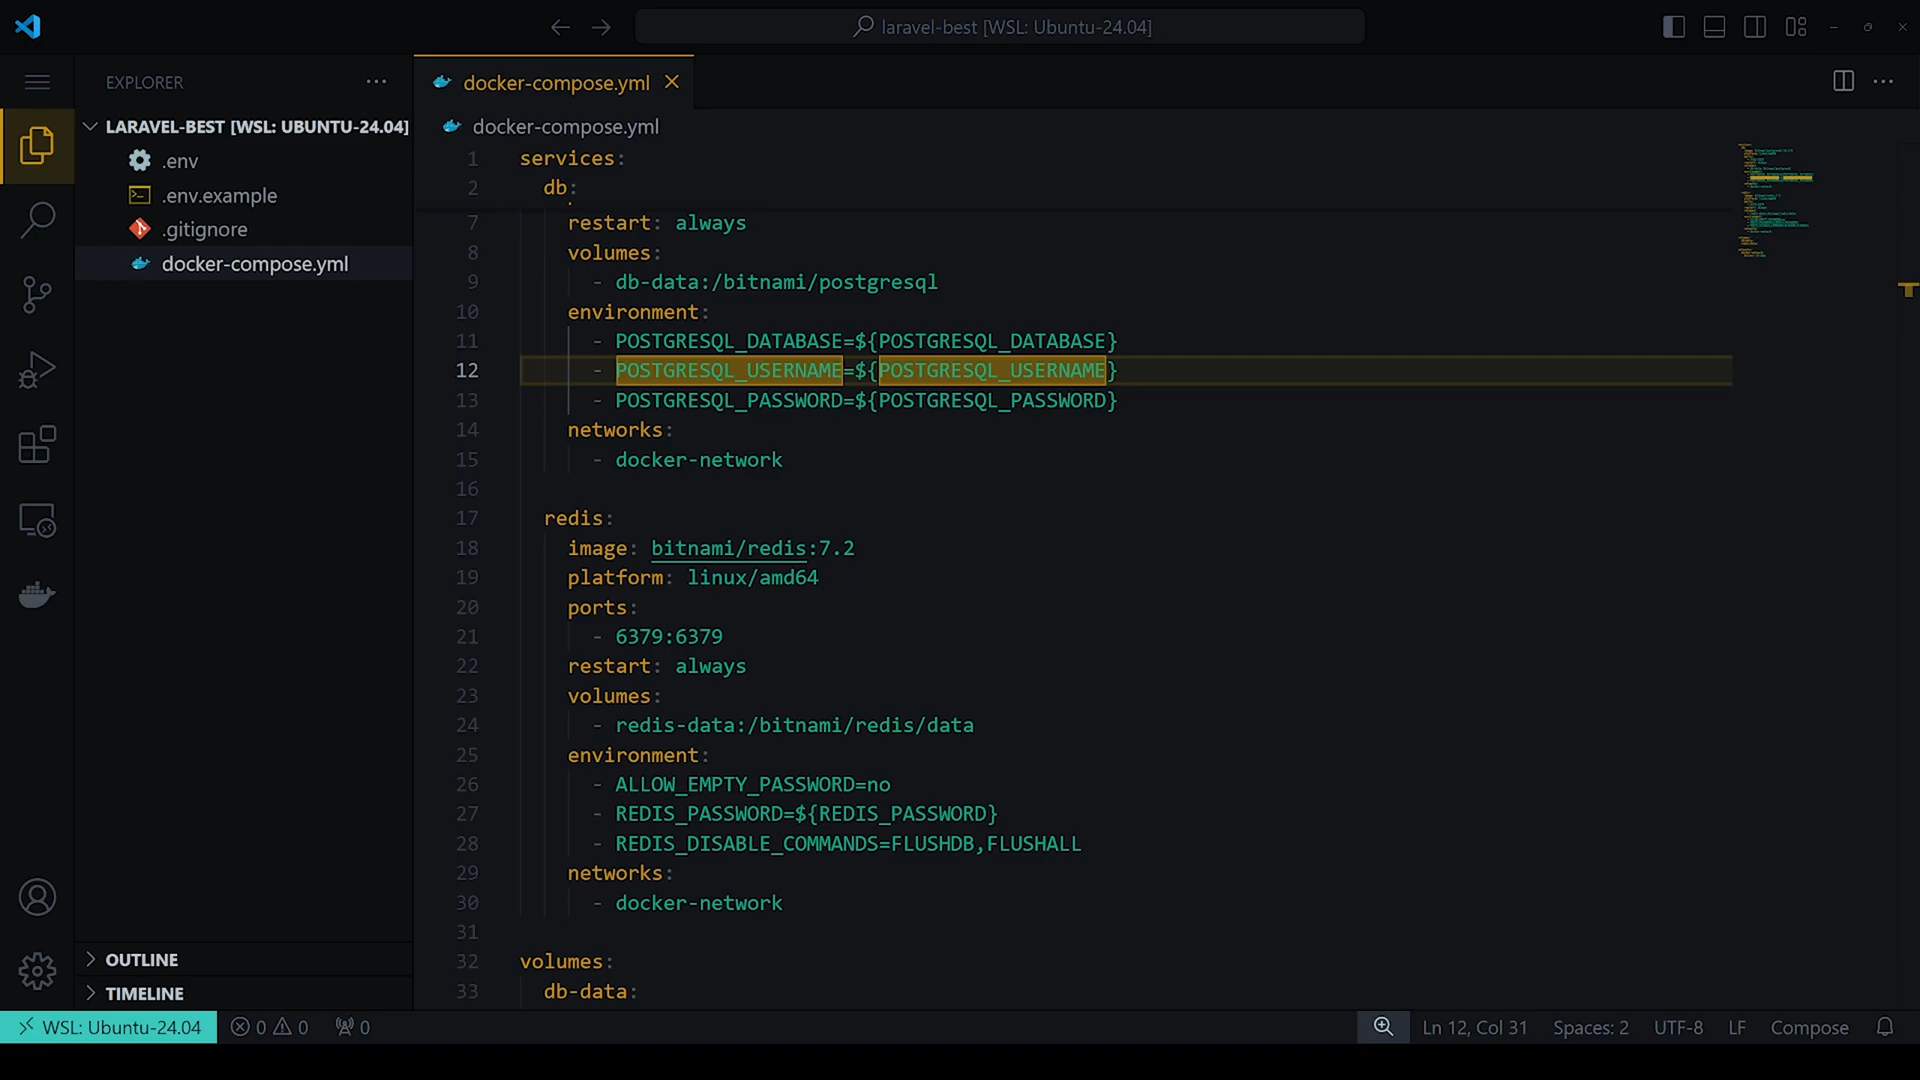 laravel-best [WSL: Ubuntu-24.04]
EXPLORER
LARAVEL-BEST [WSL: UBUNTU-24.04]
.env
.env.example
.gitignore
docker-compose.yml
docker-compose.yml
docker-compose.yml
1 services:
2 db:
7 restart: always
8 volumes:
9 - db-data:/bitnami/postgresql
10 environment:
11 - POSTGRESQL_DATABASE=${POSTGRESQL_DATABASE}
12 - POSTGRESQL_USERNAME=${POSTGRESQL_USERNAME}
13 - POSTGRESQL_PASSWORD=${POSTGRESQL_PASSWORD}
14 networks:
15 - docker-network
16
17 redis:
18 image: bitnami/redis:7.2
19 platform: linux/amd64
20 ports:
21 - 6379:6379
22 restart: always
23 volumes:
24 - redis-data:/bitnami/redis/data
25 environment:
26 - ALLOW_EMPTY_PASSWORD=no
27 - REDIS_PASSWORD=${REDIS_PASSWORD}
28 - REDIS_DISABLE_COMMANDS=FLUSHDB,FLUSHALL
29 networks:
30 - docker-network
31
32 volumes:
33 db-data:
OUTLINE
TIMELINE
WSL: Ubuntu-24.04 0 0 0 Ln 12, Col 31 Spaces: 2 UTF-8 LF Compose